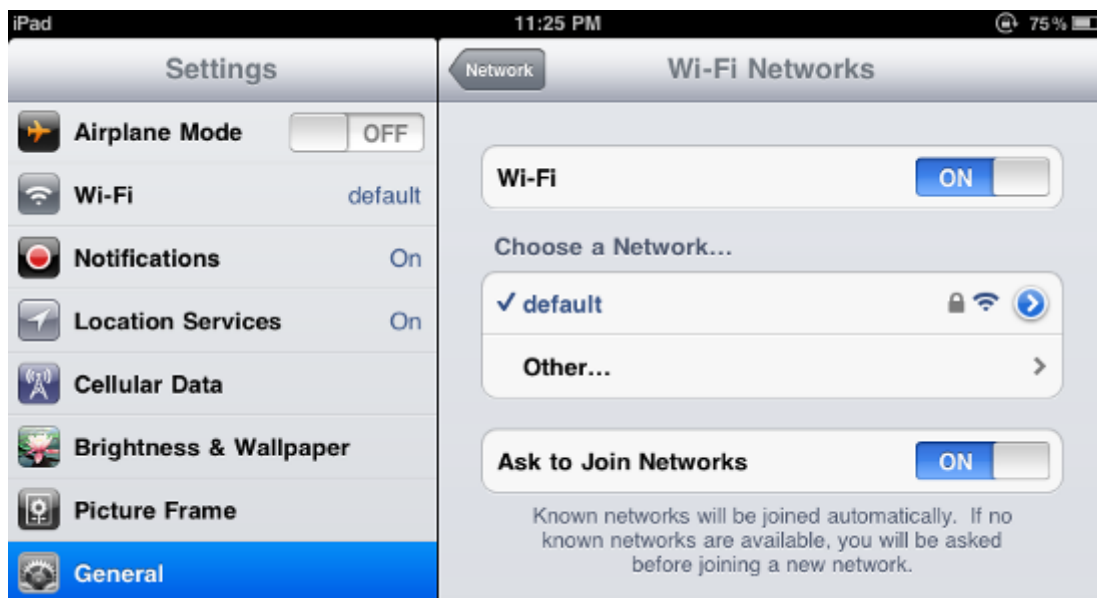 iPad 11:25 PM 75%
Settings
Airplane Mode OFF
Wi-Fi default
Notifications On
Location Services On
Cellular Data
Brightness & Wallpaper
Picture Frame
General
Network Wi-Fi Networks
Wi-Fi ON
Choose a Network...
default
Other...
Ask to Join Networks ON
Known networks will be joined automatically. If no
known networks are available, you will be asked
before joining a new network.